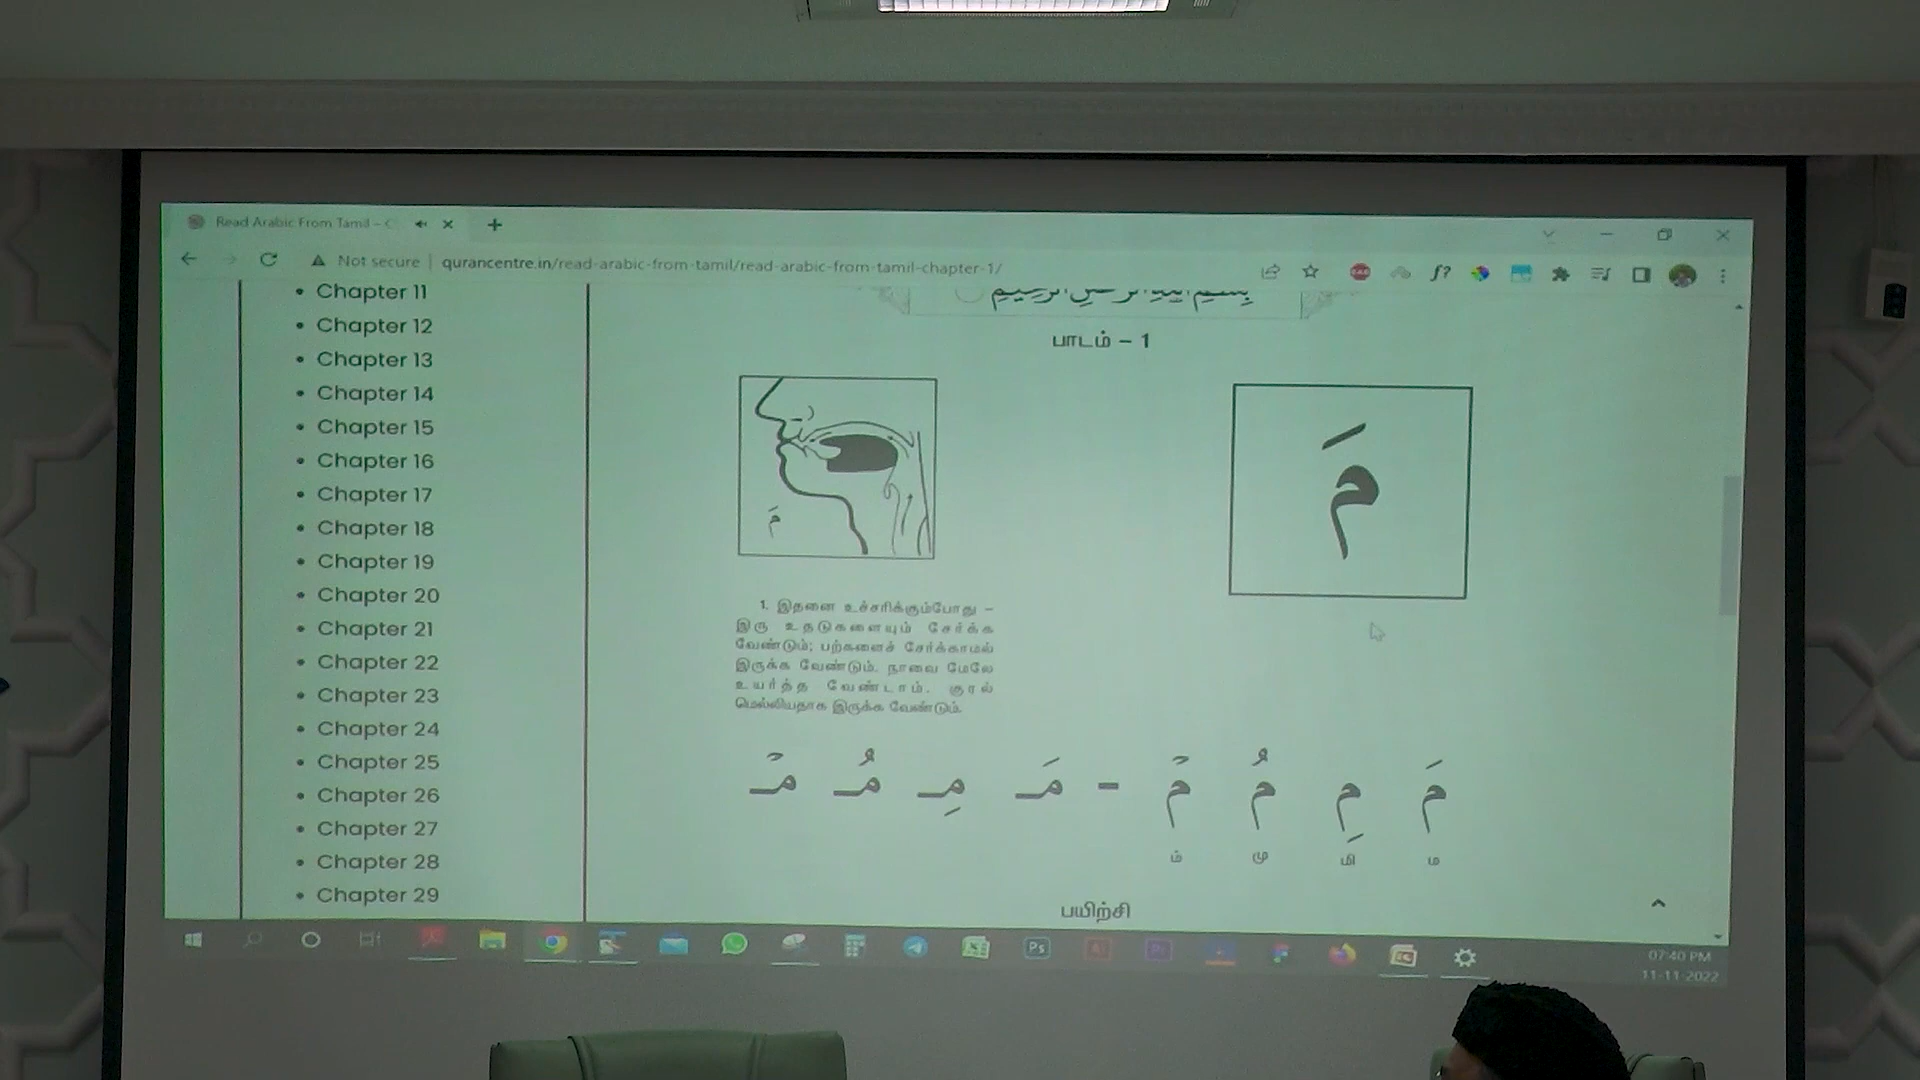 Read Arabic From Tamil -
Not secure | qurancentre.in/read-arabic-from-tamil/read-arabic-from-tamil-chapter-1/
Chapter 11
Chapter 12
Chapter 13
Chapter 14
Chapter 15
Chapter 16
Chapter 17
Chapter 18
Chapter 19
Chapter 20
Chapter 21
Chapter 22
Chapter 23
Chapter 24
Chapter 25
Chapter 26
Chapter 27
Chapter 28
Chapter 29
بِسْمِ اللهِ الرَّحْمٰنِ الرَّحِيْمِ
பாடம் – 1
مَ
مَ
1. இதனை உச்சரிக்கும்போது –
இரு உதடுகளையும் சேர்க்க
வேண்டும்; பற்களைச் சேர்க்காமல்
இருக்க வேண்டும். நாவை மேலே
உயர்த்த வேண்டாம். குரல்
மெல்லியதாக இருக்க வேண்டும்.
مَ مِ مُ مْ - مَـ مِـ مُـ مْـ
ம் மு மி ம
பயிற்சி
Ps
07:40 PM
11-11-2022